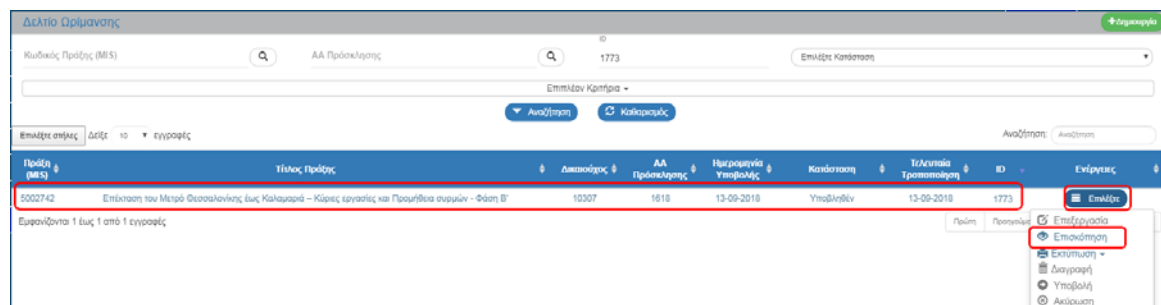 Δελτίο Ωρίμανσης
+Δημιουργία
Κωδικός Πράξης (MIS)
ΑΑ Πρόσκλησης
ID
1773
Επιλέξτε Κατάσταση
Επιπλέον Κριτήρια
Αναζήτηση
Καθαρισμός
Επιλέξτε στήλες
Δείξε 10 εγγραφές
Αναζήτηση: Αναζήτηση
Πράξη (MIS) Τίτλος Πράξης Δικαιούχος ΑΑ Πρόσκλησης Ημερομηνία Υποβολής Κατάσταση Τελευταία Τροποποίηση ID Ενέργειες
5002742 Επέκταση του Μετρό Θεσσαλονίκης έως Καλαμαριά – Κύριες εργασίες και Προμήθεια συρμών - Φάση Β' 10307 1618 13-09-2018 Υποβληθέν 13-09-2018 1773 Επιλέξτε
Εμφανίζονται 1 έως 1 από 1 εγγραφές
Πρώτη
Επεξεργασία
Επισκόπηση
Εκτύπωση
Διαγραφή
Υποβολή
Ακύρωση